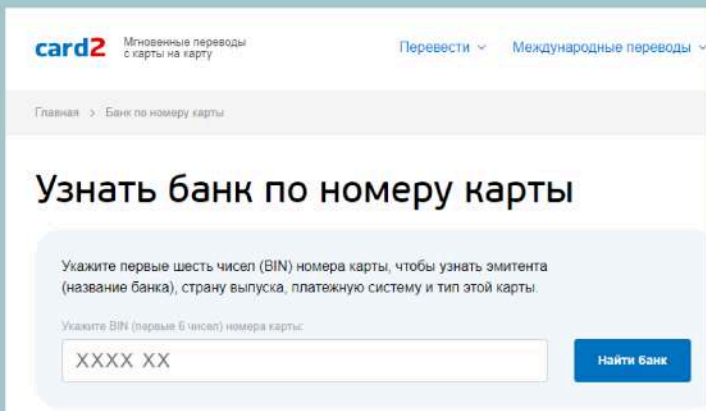 card2
Мгновенные переводы
с карты на карту
Перевести
Международные переводы
Главная > Банк по номеру карты
Узнать банк по номеру карты
Укажите первые шесть чисел (BIN) номера карты, чтобы узнать эмитента
(название банка), страну выпуска, платежную систему и тип этой карты.
Укажите BIN (первые 6 чисел) номера карты:
XXXX XX
Найти банк